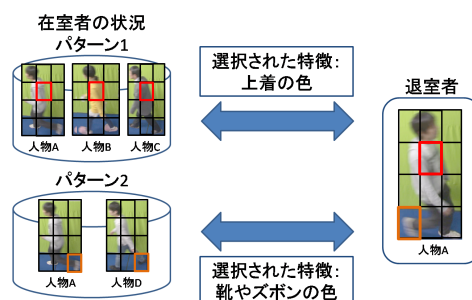 在室者の状況
パターン1
人物A
人物B
人物C
選択された特徴:
上着の色
退室者
人物A
パターン2
人物A
人物D
選択された特徴:
靴やズボンの色